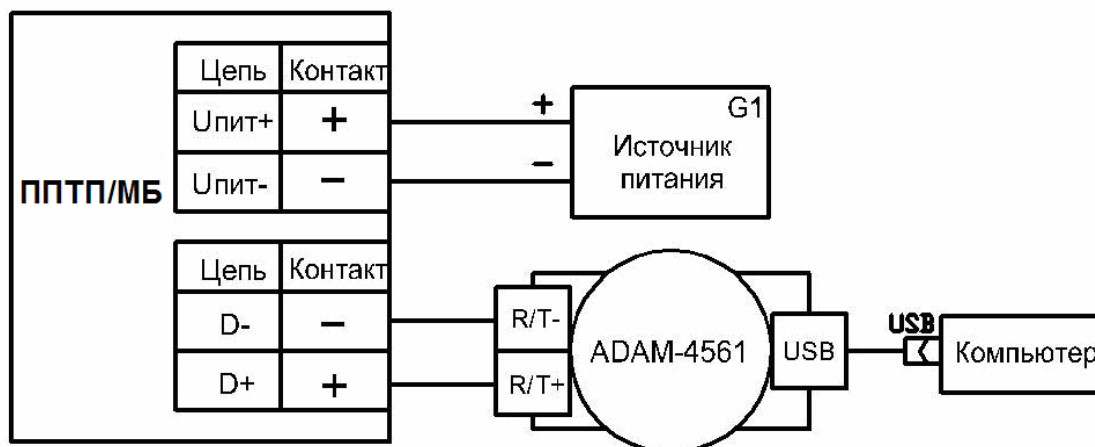 Цепь Контакт
Uпит+ +
Uпит- −
ППТП/МБ
Цепь Контакт
D- −
D+ +
+
−
G1
Источник
питания
R/T-
R/T+
ADAM-4561
USB
USB
Компьютер